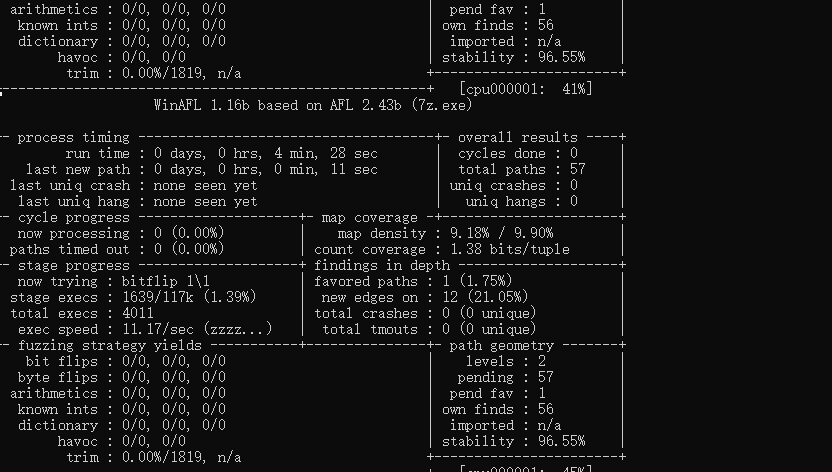 arithmetics : 0/0, 0/0, 0/0 | pend fav : 1 |
known ints : 0/0, 0/0, 0/0 | own finds : 56 |
dictionary : 0/0, 0/0, 0/0 | imported : n/a |
havoc : 0/0, 0/0 | stability : 96.55% |
trim : 0.00%/1819, n/a +------------------------+
------------------------------------------------------+ [cpu000001: 41%]
WinAFL 1.16b based on AFL 2.43b (7z.exe)
-- process timing -------------------------------------+- overall results ----+
run time : 0 days, 0 hrs, 4 min, 28 sec | cycles done : 0 |
last new path : 0 days, 0 hrs, 0 min, 11 sec | total paths : 57 |
last uniq crash : none seen yet | uniq crashes : 0 |
last uniq hang : none seen yet | uniq hangs : 0 |
-- cycle progress --------------------+- map coverage -+----------------------+
now processing : 0 (0.00%) | map density : 9.18% / 9.90% |
paths timed out : 0 (0.00%) | count coverage : 1.38 bits/tuple |
-- stage progress --------------------+ findings in depth --------------------+
now trying : bitflip 1\1 | favored paths : 1 (1.75%) |
stage execs : 1639/117k (1.39%) | new edges on : 12 (21.05%) |
total execs : 4011 | total crashes : 0 (0 unique) |
exec speed : 11.17/sec (zzzz...) | total tmouts : 0 (0 unique) |
-- fuzzing strategy yields -----------+---------------+- path geometry -------+
bit flips : 0/0, 0/0, 0/0 | levels : 2 |
byte flips : 0/0, 0/0, 0/0 | pending : 57 |
arithmetics : 0/0, 0/0, 0/0 | pend fav : 1 |
known ints : 0/0, 0/0, 0/0 | own finds : 56 |
dictionary : 0/0, 0/0, 0/0 | imported : n/a |
havoc : 0/0, 0/0 | stability : 96.55% |
trim : 0.00%/1819, n/a +------------------------+
[cpu000001: 45%]